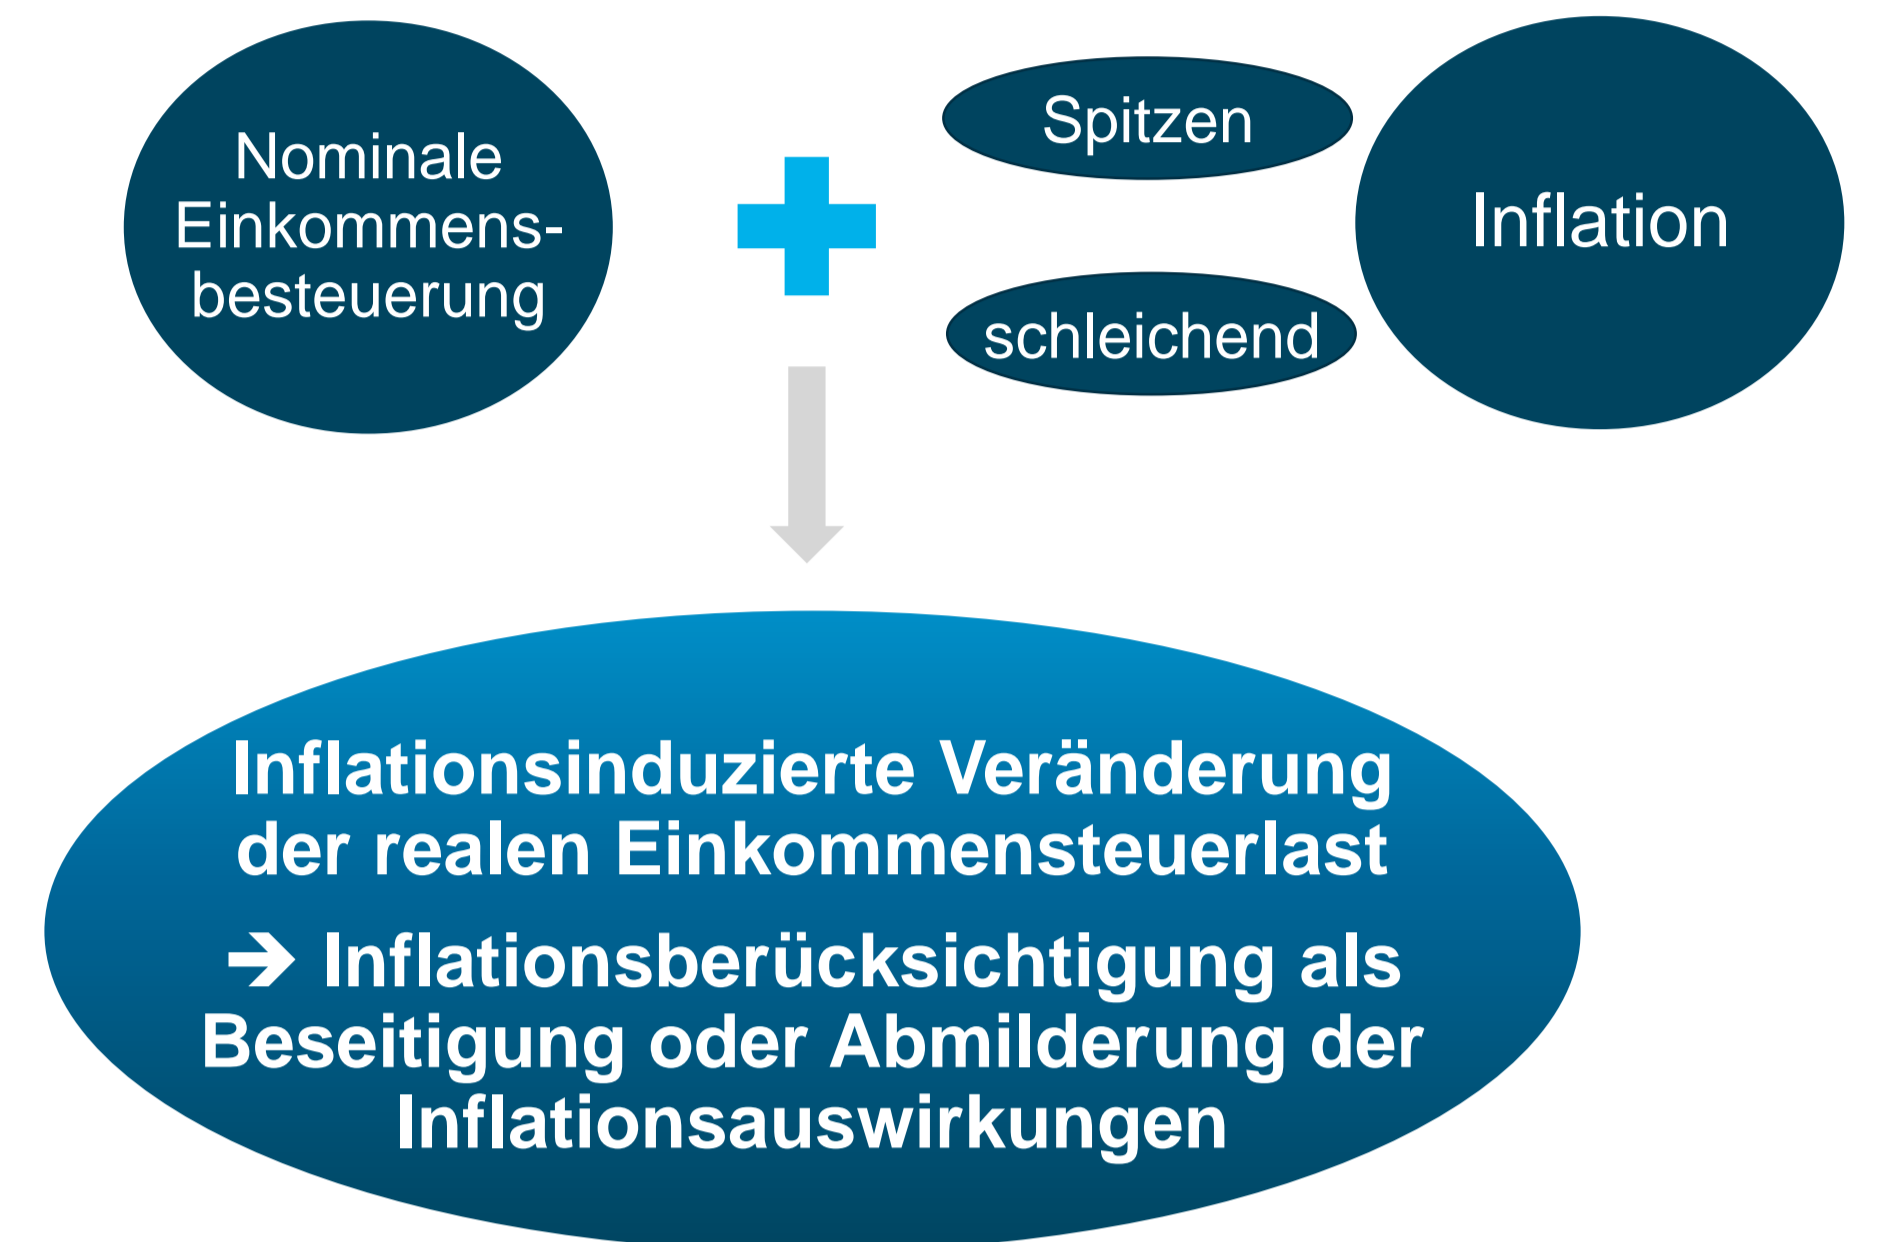 Nominale
Einkommens-
besteuerung
Spitzen
schleichend
Inflation
Inflationsinduzierte Veränderung
der realen Einkommensteuerlast
➔ Inflationsberücksichtigung als
Beseitigung oder Abmilderung der
Inflationsauswirkungen